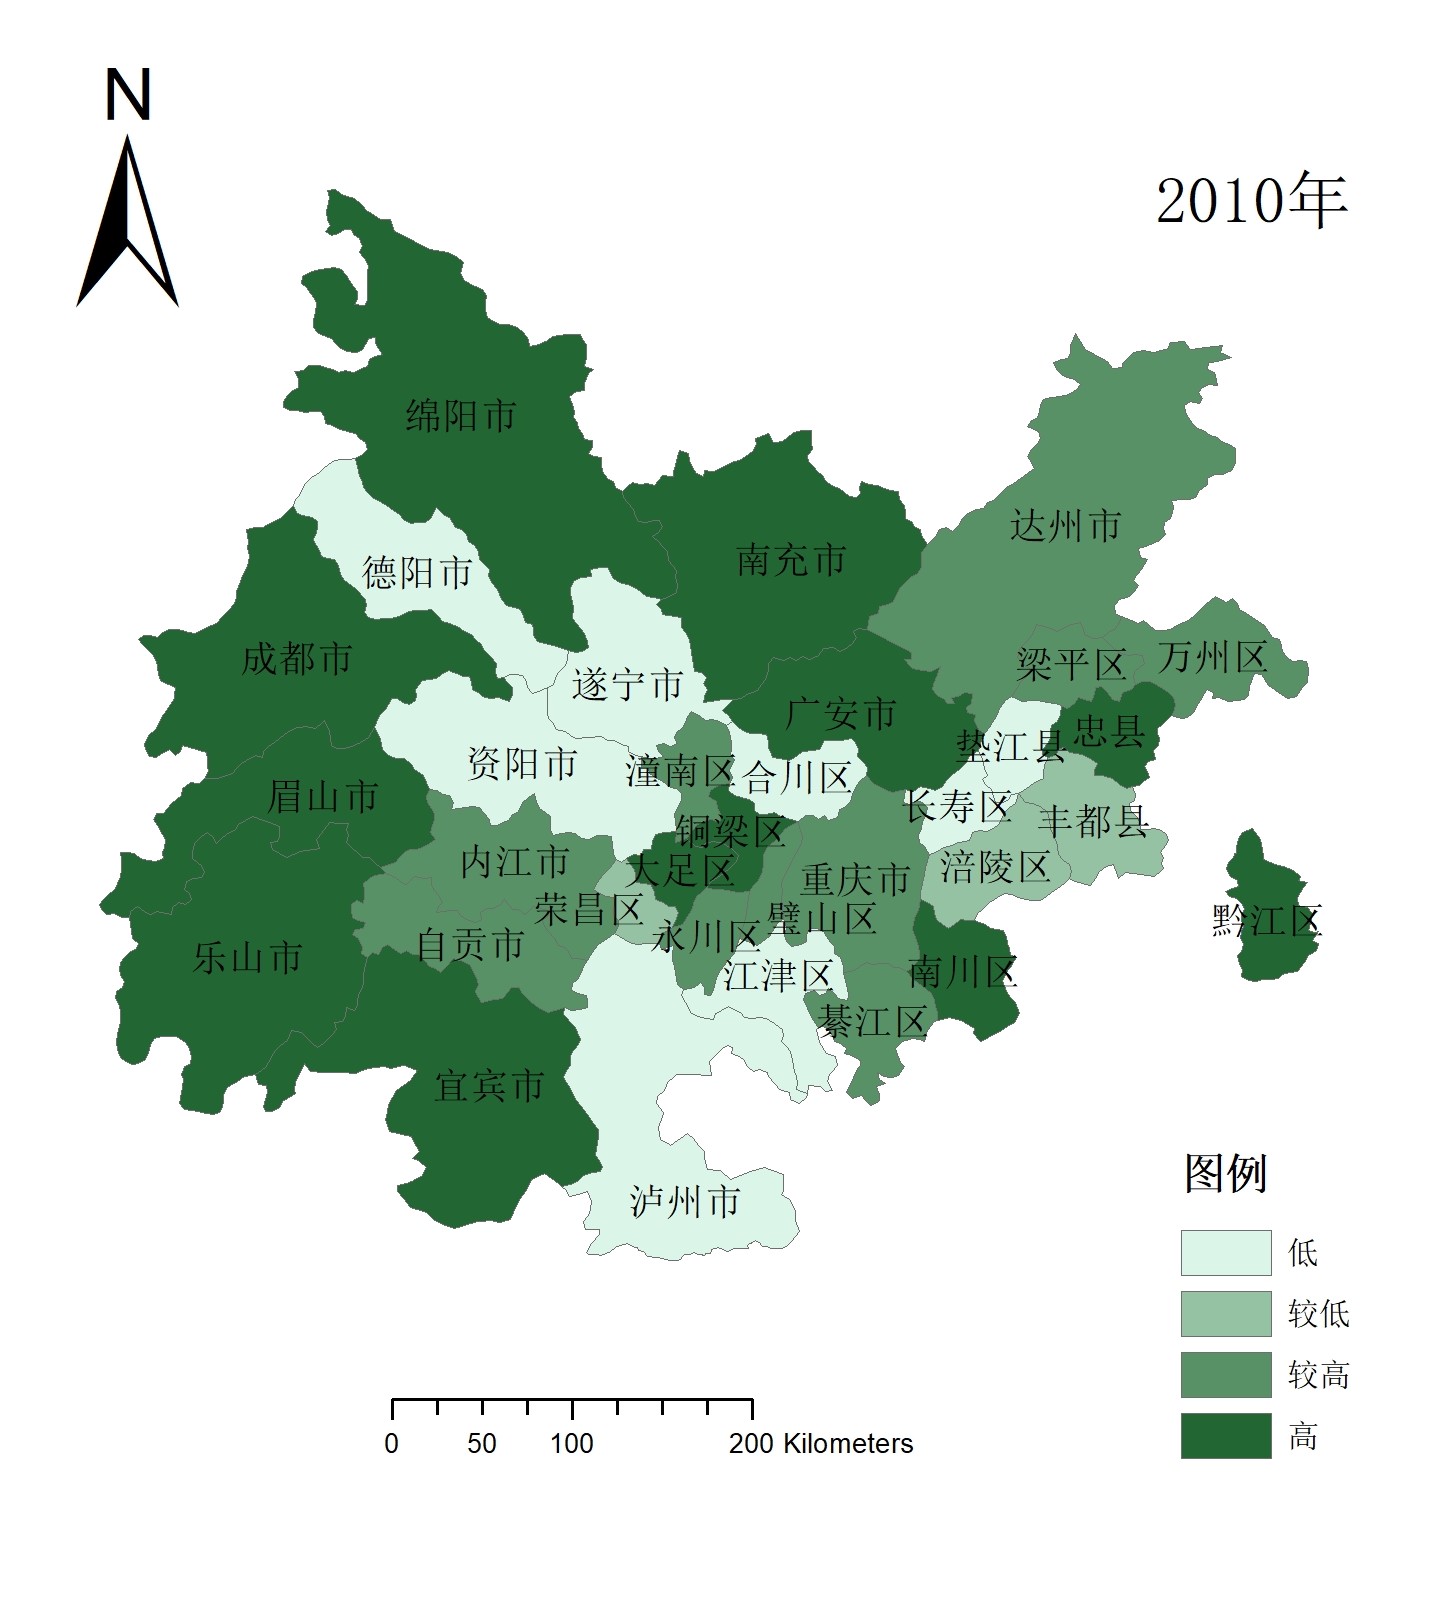 N
2010年
绵阳市
达州市
南充市
德阳市
成都市
梁平区
万州区
遂宁市
广安市
忠县
垫江县
资阳市
潼南区
合川区
眉山市
长寿区
丰都县
铜梁区
内江市
大足区
涪陵区
重庆市
荣昌区
璧山区
黔江区
永川区
自贡市
乐山市
江津区
南川区
綦江区
宜宾市
泸州市
图例
低
较低
较高
高
0 50 100 200 Kilometers